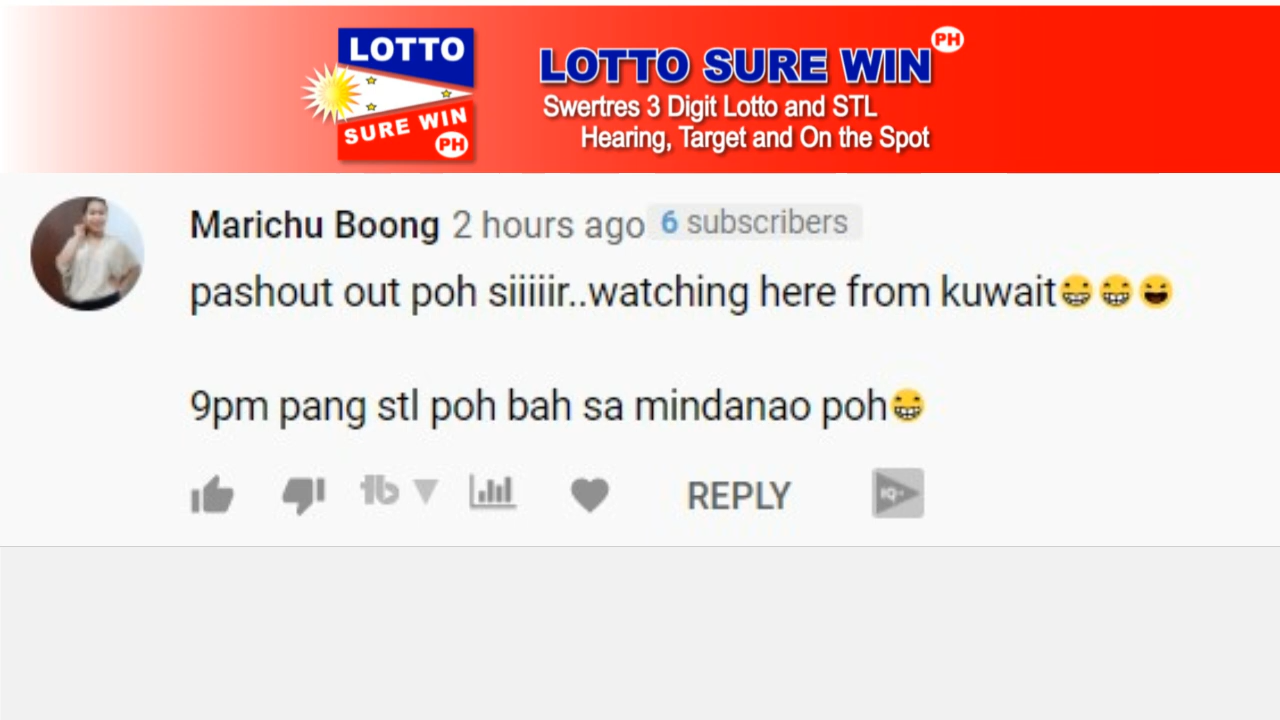 LOTTO
SURE WIN
PH
LOTTO SURE WIN PH
Swertres 3 Digit Lotto and STL
Hearing, Target and On the Spot
Marichu Boong 2 hours ago 6 subscribers
pashout out poh siiiiir..watching here from kuwait😁😁😆
9pm pang stl poh bah sa mindanao poh😁
REPLY
IQ